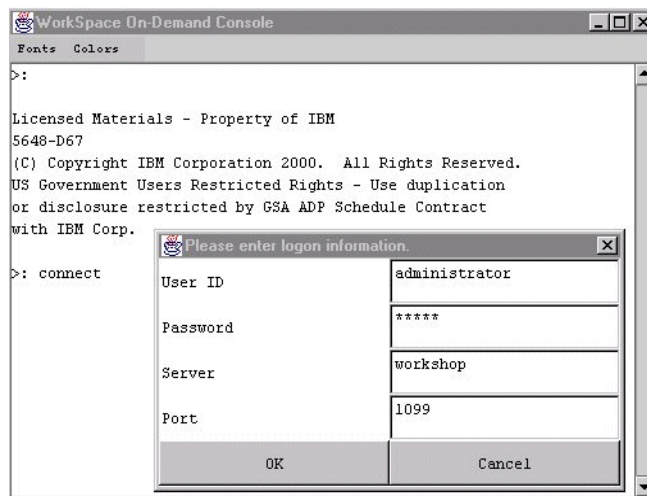 WorkSpace On-Demand Console
Fonts Colors
>:
Licensed Materials - Property of IBM
5648-D67
(C) Copyright IBM Corporation 2000. All Rights Reserved.
US Government Users Restricted Rights - Use duplication
or disclosure restricted by GSA ADP Schedule Contract
with IBM Corp.
>: connect
Please enter logon information.
User ID administrator
Password *****
Server workshop
Port 1099
OK Cancel